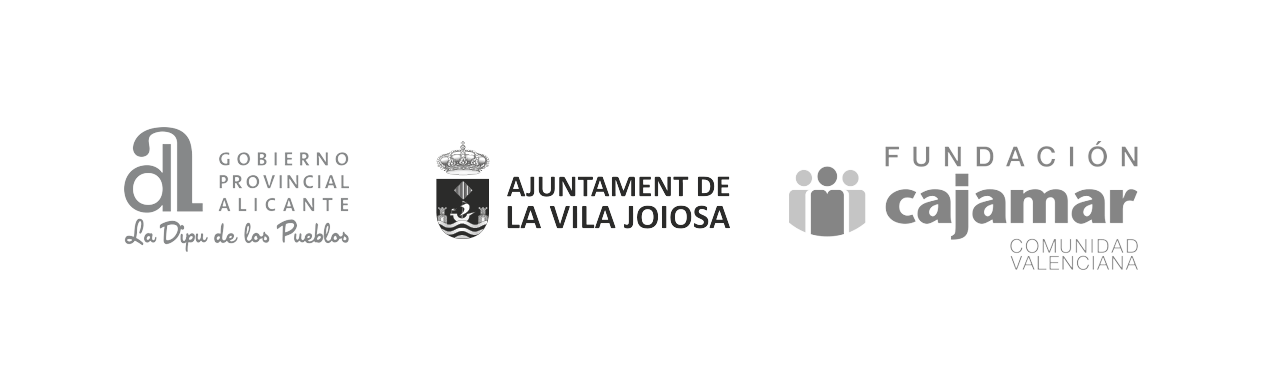 GOBIERNO
PROVINCIAL
ALICANTE
La Dipu de los Pueblos
AJUNTAMENT DE
LA VILA JOIOSA
FUNDACIÓN
cajamar
COMUNIDAD
VALENCIANA